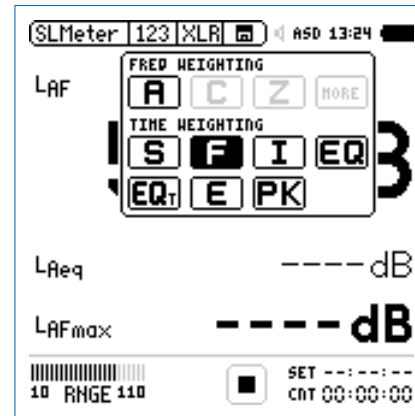 SLMeter 123 XLR ASD 13:24
FREQ WEIGHTING
LAF
A C Z MORE
TIME WEIGHTING
S F I EQ
3
EQT E PK
LAeq ----dB
LAFmax ----dB
SET --:--:--
10 RNGE 110
CNT 00:00:00